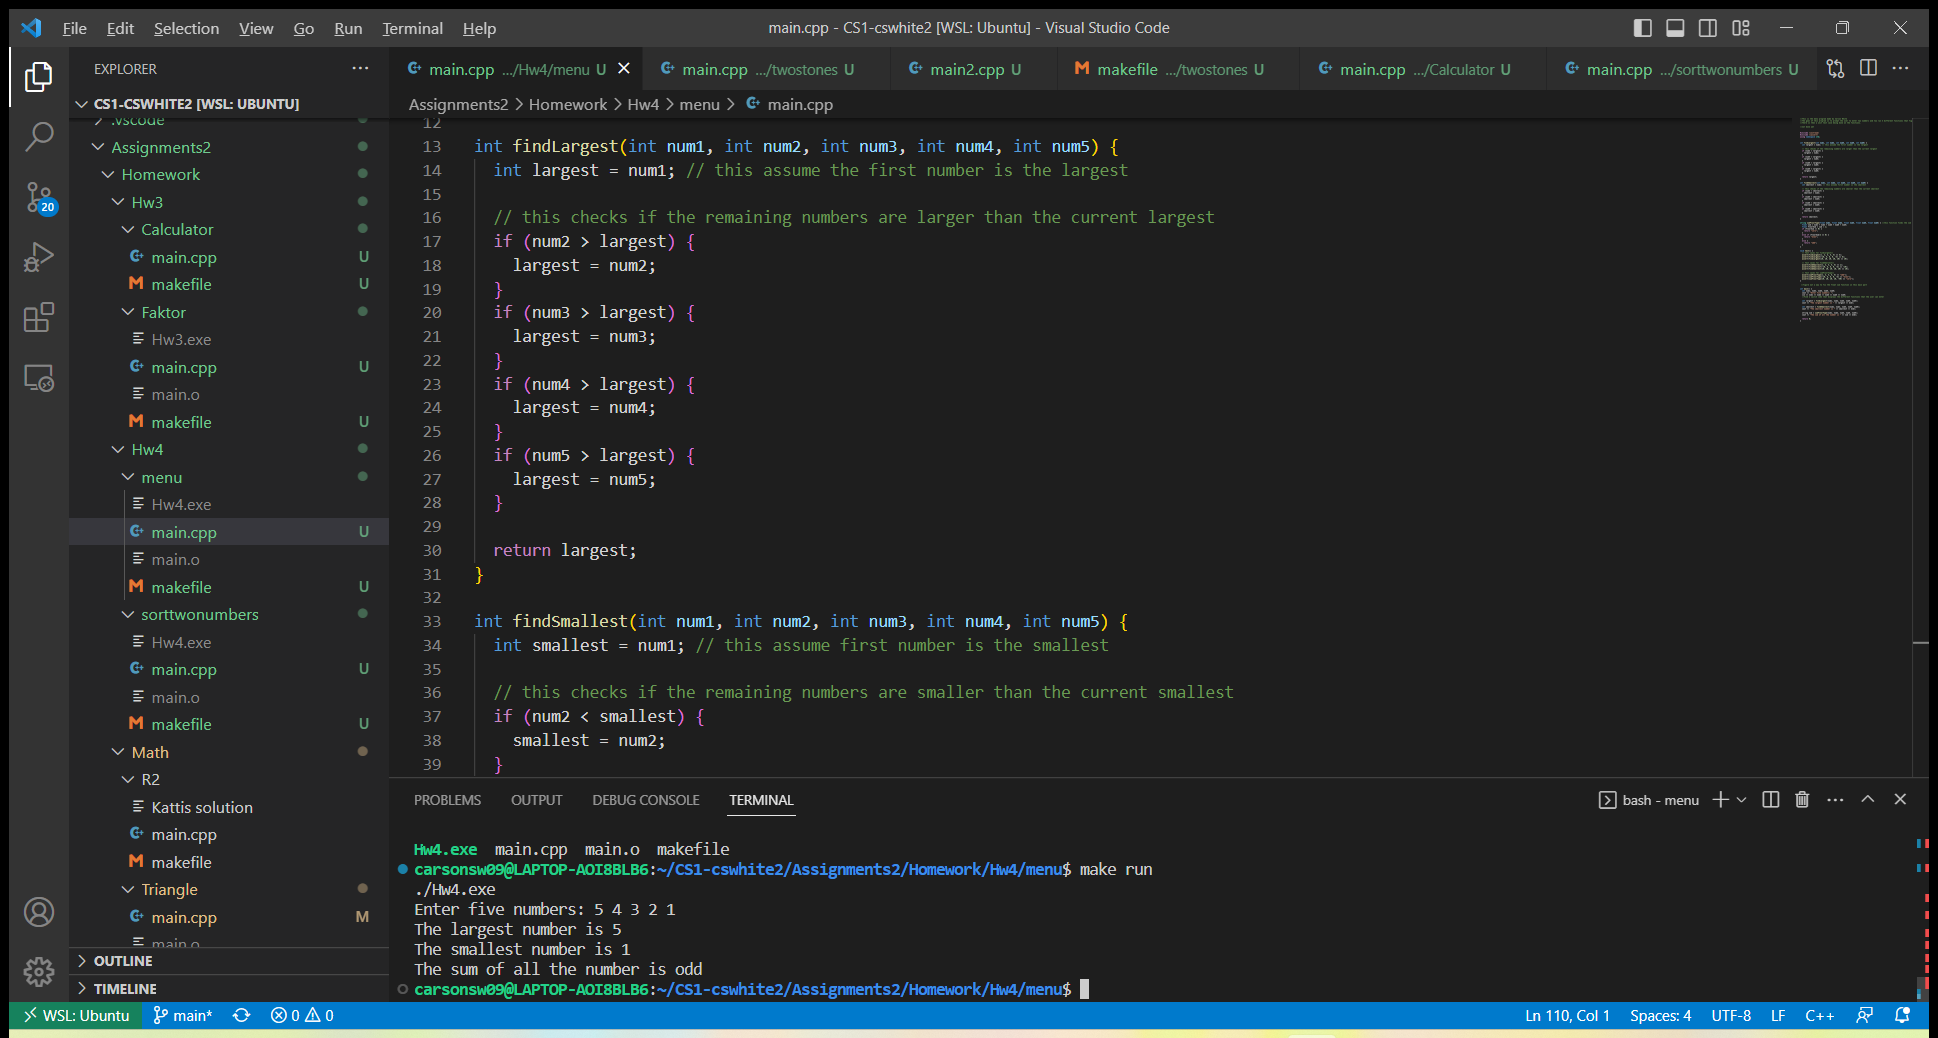 File Edit Selection View Go Run Terminal Help
main.cpp - CS1-cswhite2 [WSL: Ubuntu] - Visual Studio Code
EXPLORER
CS1-CSWHITE2 [WSL: UBUNTU]
.vscode
Assignments2
Homework
Hw3
Calculator
main.cpp U
makefile U
Faktor
Hw3.exe
main.cpp U
main.o
makefile U
Hw4
menu
Hw4.exe
main.cpp U
main.o
makefile U
sorttwonumbers
Hw4.exe
main.cpp U
main.o
makefile U
Math
R2
Kattis solution
main.cpp
makefile
Triangle
main.cpp M
main.o
OUTLINE
TIMELINE
20
main.cpp .../Hw4/menu U
main.cpp .../twostones U
main2.cpp U
makefile .../twostones U
main.cpp .../Calculator U
main.cpp .../sorttwonumbers U
Assignments2 > Homework > Hw4 > menu > main.cpp
12
13 int findLargest(int num1, int num2, int num3, int num4, int num5) {
14 int largest = num1; // this assume the first number is the largest
15
16 // this checks if the remaining numbers are larger than the current largest
17 if (num2 > largest) {
18 largest = num2;
19 }
20 if (num3 > largest) {
21 largest = num3;
22 }
23 if (num4 > largest) {
24 largest = num4;
25 }
26 if (num5 > largest) {
27 largest = num5;
28 }
29
30 return largest;
31 }
32
33 int findSmallest(int num1, int num2, int num3, int num4, int num5) {
34 int smallest = num1; // this assume first number is the smallest
35
36 // this checks if the remaining numbers are smaller than the current smallest
37 if (num2 < smallest) {
38 smallest = num2;
39 }
PROBLEMS OUTPUT DEBUG CONSOLE TERMINAL
bash - menu
Hw4.exe main.cpp main.o makefile
carsonsw09@LAPTOP-AOI8BLB6:~/CS1-cswhite2/Assignments2/Homework/Hw4/menu$ make run
./Hw4.exe
Enter five numbers: 5 4 3 2 1
The largest number is 5
The smallest number is 1
The sum of all the number is odd
carsonsw09@LAPTOP-AOI8BLB6:~/CS1-cswhite2/Assignments2/Homework/Hw4/menu$
WSL: Ubuntu main* 0 0
Ln 110, Col 1 Spaces: 4 UTF-8 LF C++